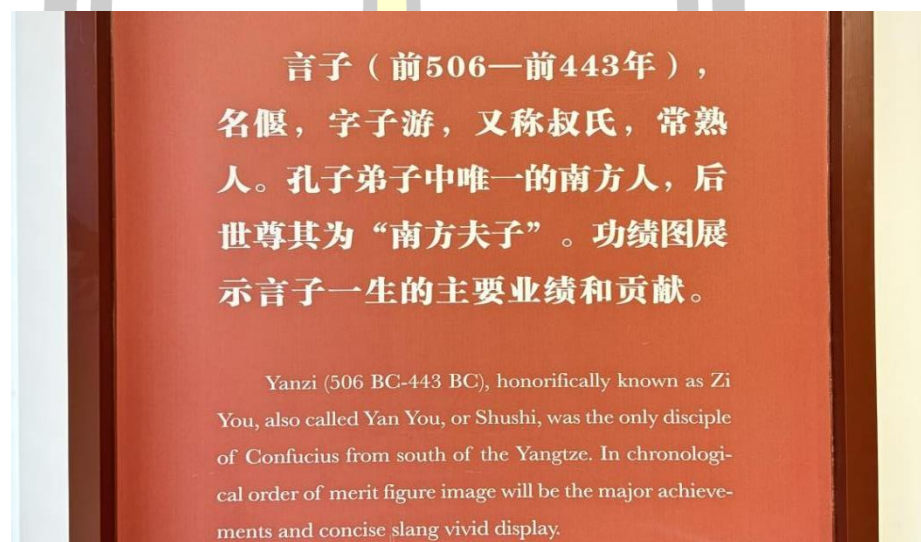 言子（前506—前443年），
名偃，字子游，又称叔氏，常熟
人。孔子弟子中唯一的南方人，后
世尊其为“南方夫子”。功绩图展
示言子一生的主要业绩和贡献。
Yanzi (506 BC-443 BC), honorifically known as Zi
You, also called Yan You, or Shushi, was the only disciple
of Confucius from south of the Yangtze. In chronologi-
cal order of merit figure image will be the major achieve-
ments and concise slang vivid display.